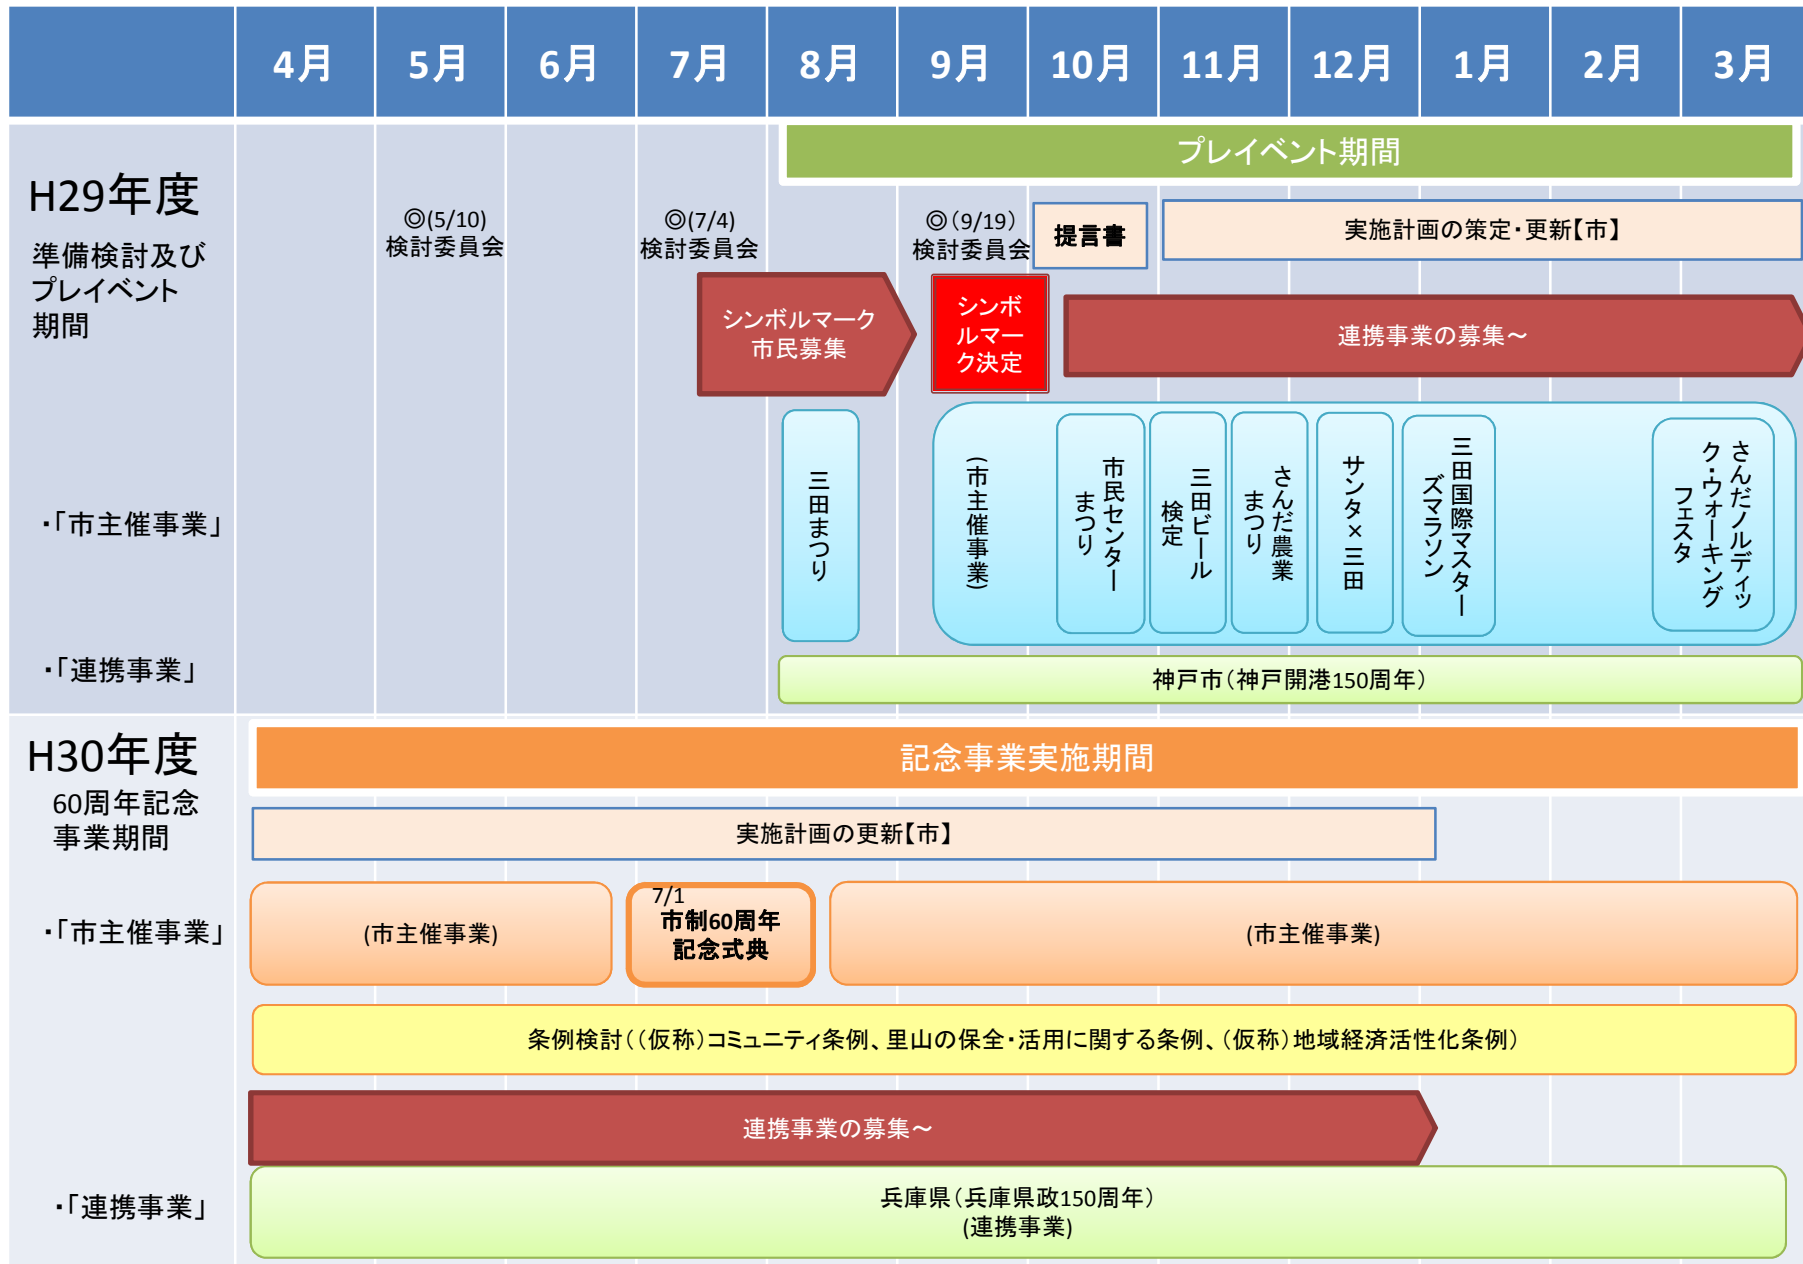 4月 5月 6月 7月 8月 9月 10月 11月 12月 1月 2月 3月
プレイベント期間
H29年度
準備検討及び
プレイベント
期間
◎(5/10)
検討委員会
◎(7/4)
検討委員会
◎(9/19)
検討委員会
提言書
実施計画の策定・更新【市】
シンボルマーク
市民募集
シンボ
ルマー
ク決定
連携事業の募集～
・「市主催事業」
三田まつり
(市主催事業)
市民センター
まつり
三田ビール
検定
さんだ農業
まつり
サンタ×三田
三田国際マスター
ズマラソン
さんだノルディッ
ク・ウオーキング
フェスタ
・「連携事業」
神戸市(神戸開港150周年)
H30年度
60周年記念
事業期間
記念事業実施期間
実施計画の更新【市】
・「市主催事業」
(市主催事業)
7/1
市制60周年
記念式典
(市主催事業)
条例検討((仮称)コミュニティ条例、里山の保全・活用に関する条例、(仮称)地域経済活性化条例)
連携事業の募集～
・「連携事業」
兵庫県(兵庫県政150周年)
(連携事業)